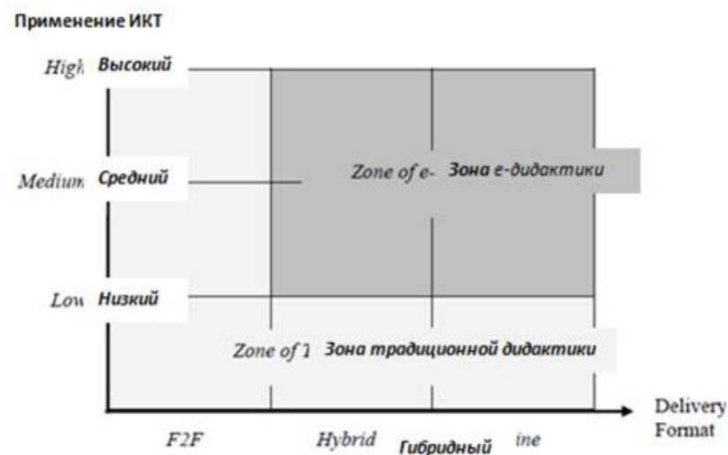 Применение ИКТ
High Высокий
Medium Средний
Zone of e- Зона е-дидактики
Low Низкий
Zone of Зона традиционной дидактики
Delivery
Format
F2F Hybrid Гибридный ine